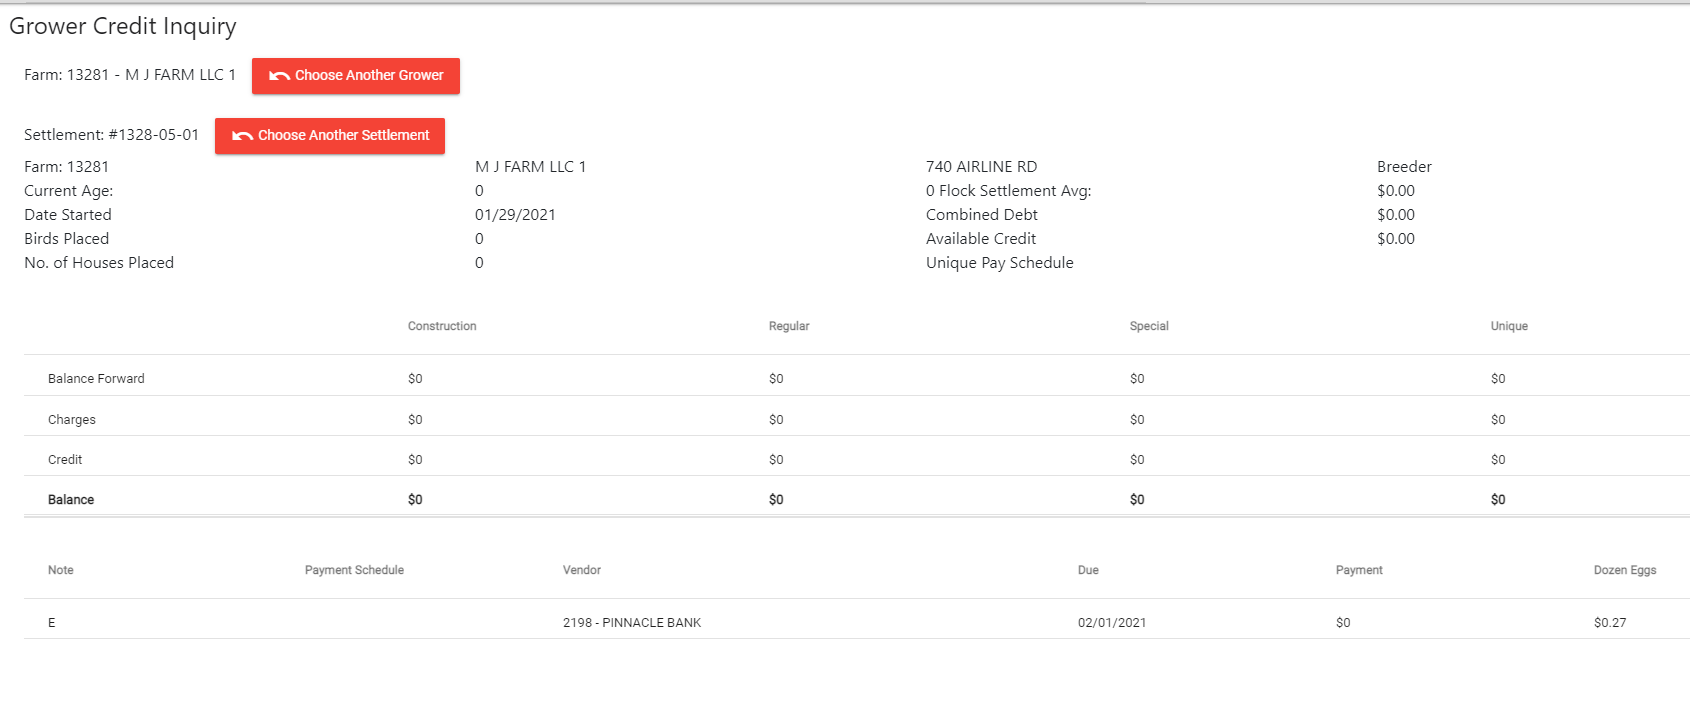 Grower Credit Inquiry
Farm: 13281 - M J FARM LLC 1 Choose Another Grower
Settlement: #1328-05-01 Choose Another Settlement
Farm: 13281 M J FARM LLC 1 740 AIRLINE RD Breeder
Current Age: 0 0 Flock Settlement Avg: $0.00
Date Started 01/29/2021 Combined Debt $0.00
Birds Placed 0 Available Credit $0.00
No. of Houses Placed 0 Unique Pay Schedule
Construction Regular Special Unique
Balance Forward $0 $0 $0 $0
Charges $0 $0 $0 $0
Credit $0 $0 $0 $0
Balance $0 $0 $0 $0
Note Payment Schedule Vendor Due Payment Dozen Eggs
E 2198 - PINNACLE BANK 02/01/2021 $0 $0.27